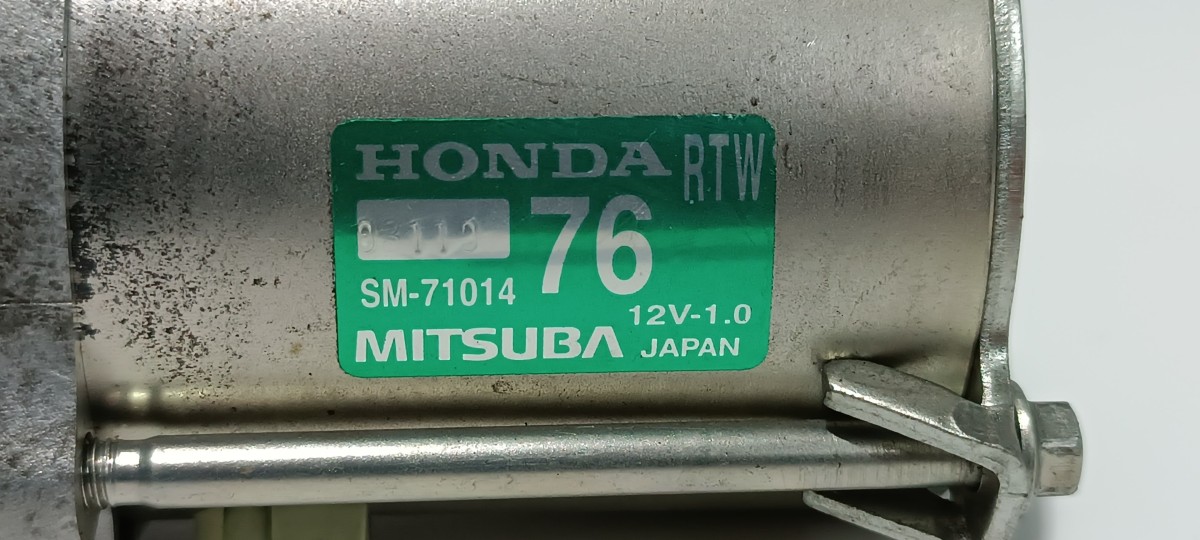 HONDA RTW
76
SM-71014
12V-1.0
MITSUBA JAPAN